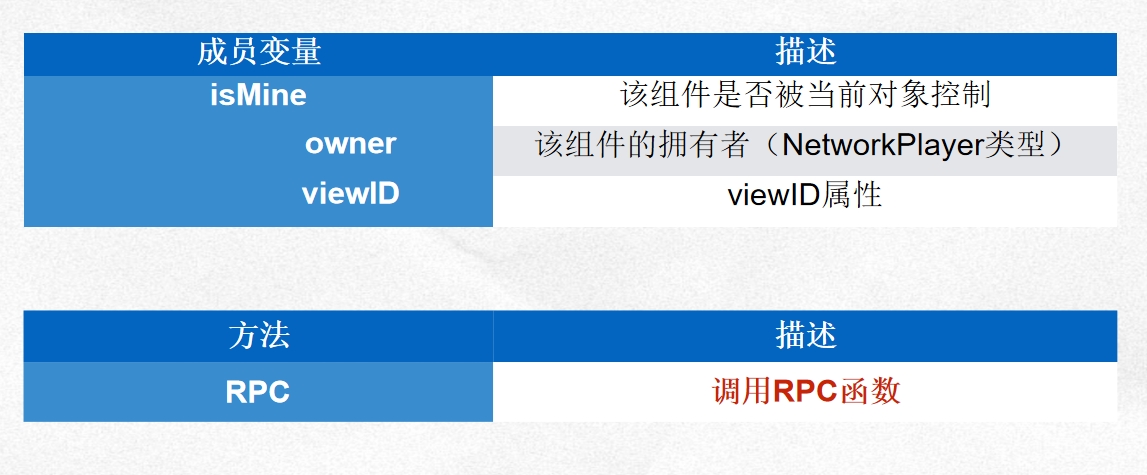 成员变量 描述
isMine 该组件是否被当前对象控制
owner 该组件的拥有者（NetworkPlayer类型）
viewID viewID属性
方法 描述
RPC 调用RPC函数